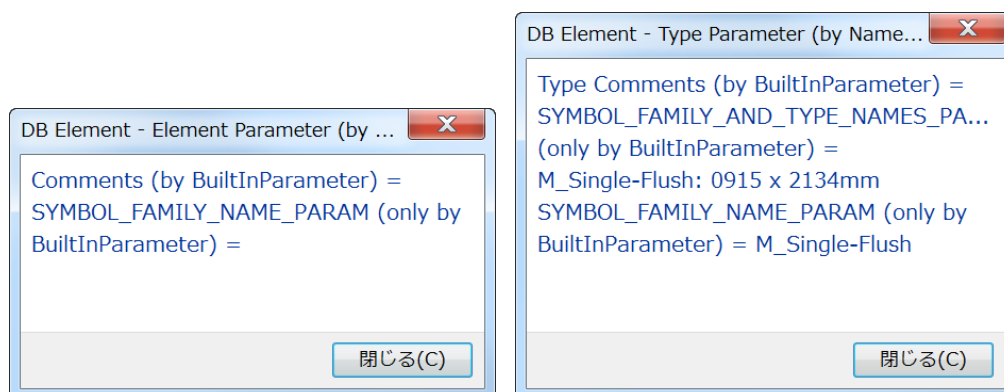 DB Element - Element Parameter (by ...
Comments (by BuiltInParameter) =
SYMBOL_FAMILY_NAME_PARAM (only by
BuiltInParameter) =
閉じる(C)
DB Element - Type Parameter (by Name...
Type Comments (by BuiltInParameter) =
SYMBOL_FAMILY_AND_TYPE_NAMES_PA...
(only by BuiltInParameter) =
M_Single-Flush: 0915 x 2134mm
SYMBOL_FAMILY_NAME_PARAM (only by
BuiltInParameter) = M_Single-Flush
閉じる(C)